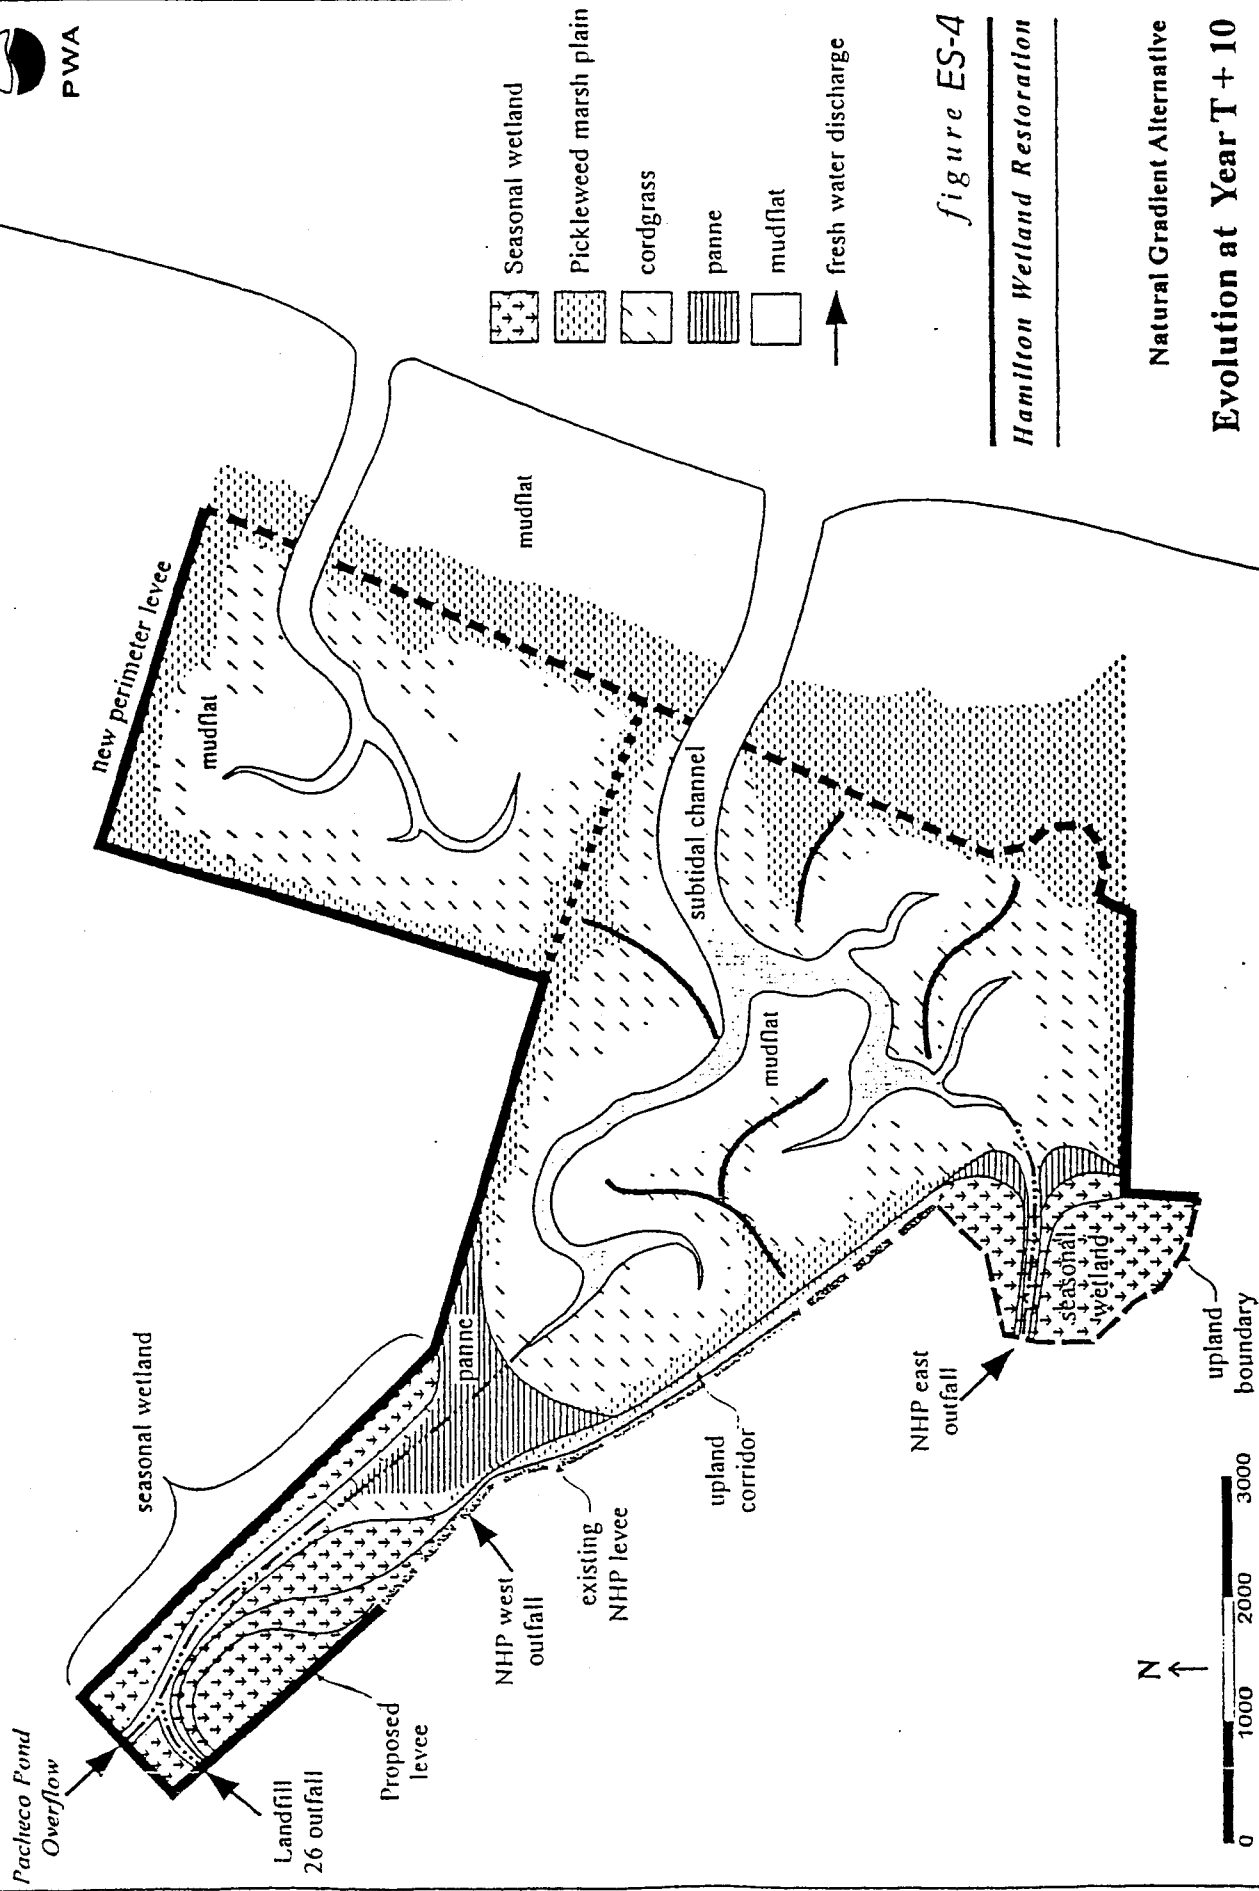 PWA
Pacheco Pond
Overflow
Landfill
26 outfall
Proposed
levee
seasonal wetland
NHP west
outfall
existing
NHP levee
upland
corridor
panne
NHP east
outfall
seasonal
wetland
upland
boundary
new perimeter levee
mudflat
mudflat
mudflat
subtidal channel
N
0
1000
2000
3000
Seasonal wetland
Pickleweed marsh plain
cordgrass
panne
mudflat
fresh water discharge
figure ES-4
Hamilton Wetland Restoration
Natural Gradient Alternative
Evolution at Year T + 10